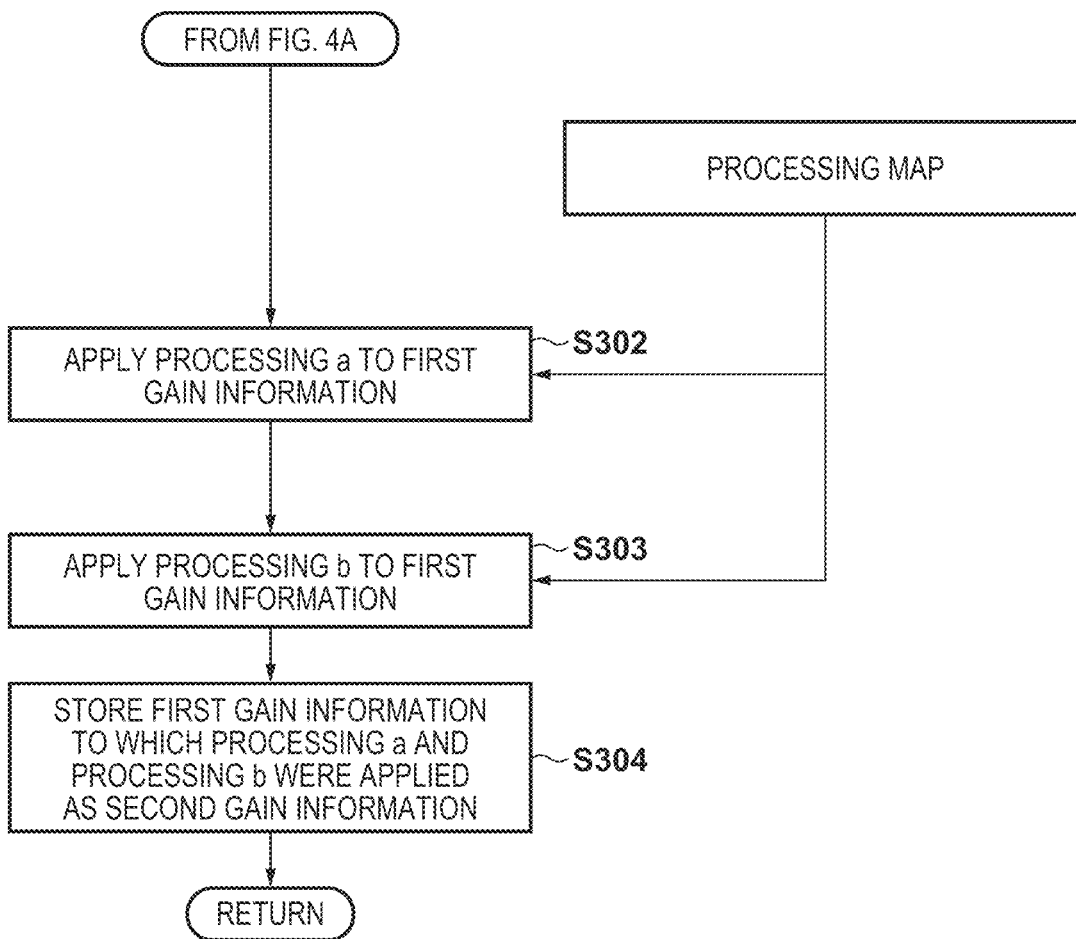 FROM FIG. 4A
PROCESSING MAP
S302
APPLY PROCESSING a TO FIRST
GAIN INFORMATION
S303
APPLY PROCESSING b TO FIRST
GAIN INFORMATION
STORE FIRST GAIN INFORMATION
TO WHICH PROCESSING a AND
PROCESSING b WERE APPLIED
AS SECOND GAIN INFORMATION
S304
RETURN